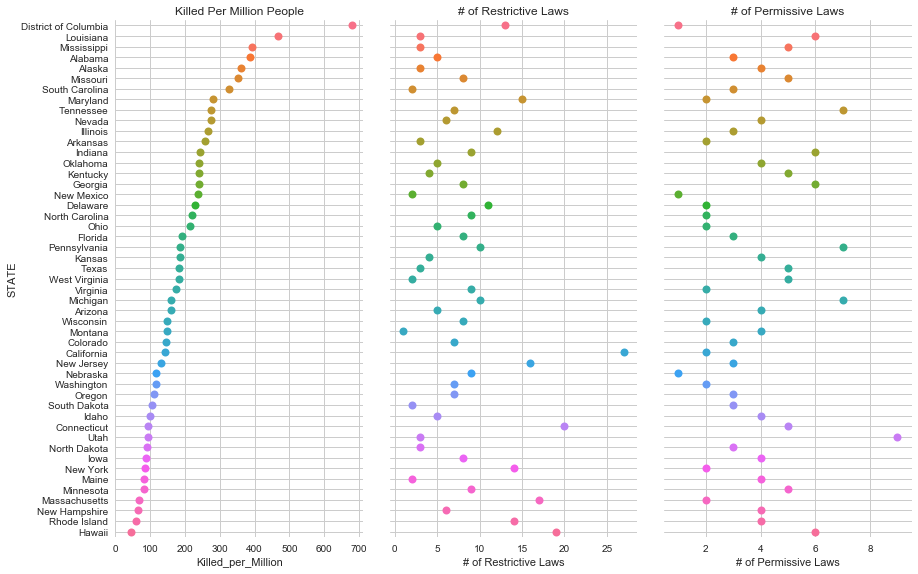 Killed Per Million People
# of Restrictive Laws
# of Permissive Laws
STATE
District of Columbia
Louisiana
Mississippi
Alabama
Alaska
Missouri
South Carolina
Maryland
Tennessee
Nevada
Illinois
Arkansas
Indiana
Oklahoma
Kentucky
Georgia
New Mexico
Delaware
North Carolina
Ohio
Florida
Pennsylvania
Kansas
Texas
West Virginia
Virginia
Michigan
Arizona
Wisconsin
Montana
Colorado
California
New Jersey
Nebraska
Washington
Oregon
South Dakota
Idaho
Connecticut
Utah
North Dakota
Iowa
New York
Maine
Minnesota
Massachusetts
New Hampshire
Rhode Island
Hawaii
0 100 200 300 400 500 600 700
0 5 10 15 20 25
2 4 6 8
Killed_per_Million
# of Restrictive Laws
# of Permissive Laws